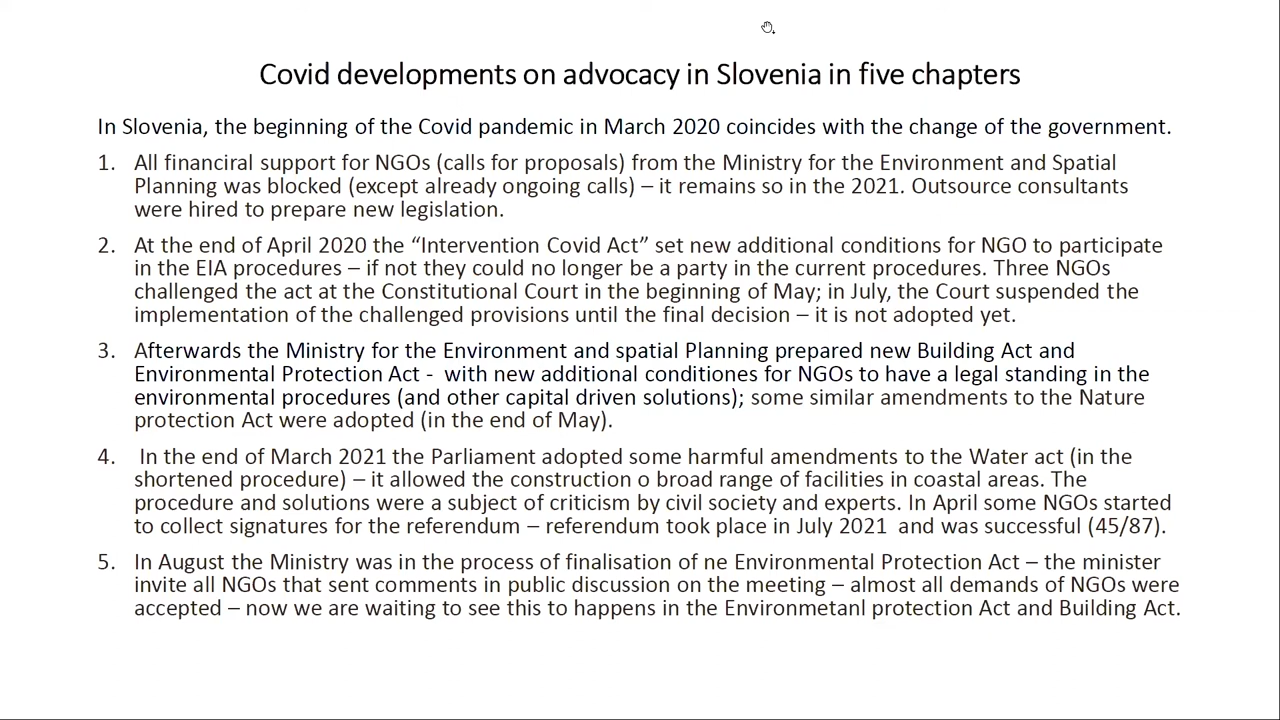 Covid developments on advocacy in Slovenia in five chapters
In Slovenia, the beginning of the Covid pandemic in March 2020 coincides with the change of the government.
1. All financiral support for NGOs (calls for proposals) from the Ministry for the Environment and Spatial
Planning was blocked (except already ongoing calls) – it remains so in the 2021. Outsource consultants
were hired to prepare new legislation.
2. At the end of April 2020 the “Intervention Covid Act” set new additional conditions for NGO to participate
in the EIA procedures – if not they could no longer be a party in the current procedures. Three NGOs
challenged the act at the Constitutional Court in the beginning of May; in July, the Court suspended the
implementation of the challenged provisions until the final decision – it is not adopted yet.
3. Afterwards the Ministry for the Environment and spatial Planning prepared new Building Act and
Environmental Protection Act - with new additional conditiones for NGOs to have a legal standing in the
environmental procedures (and other capital driven solutions); some similar amendments to the Nature
protection Act were adopted (in the end of May).
4. In the end of March 2021 the Parliament adopted some harmful amendments to the Water act (in the
shortened procedure) – it allowed the construction o broad range of facilities in coastal areas. The
procedure and solutions were a subject of criticism by civil society and experts. In April some NGOs started
to collect signatures for the referendum – referendum took place in July 2021 and was successful (45/87).
5. In August the Ministry was in the process of finalisation of ne Environmental Protection Act – the minister
invite all NGOs that sent comments in public discussion on the meeting – almost all demands of NGOs were
accepted – now we are waiting to see this to happens in the Environmetanl protection Act and Building Act.